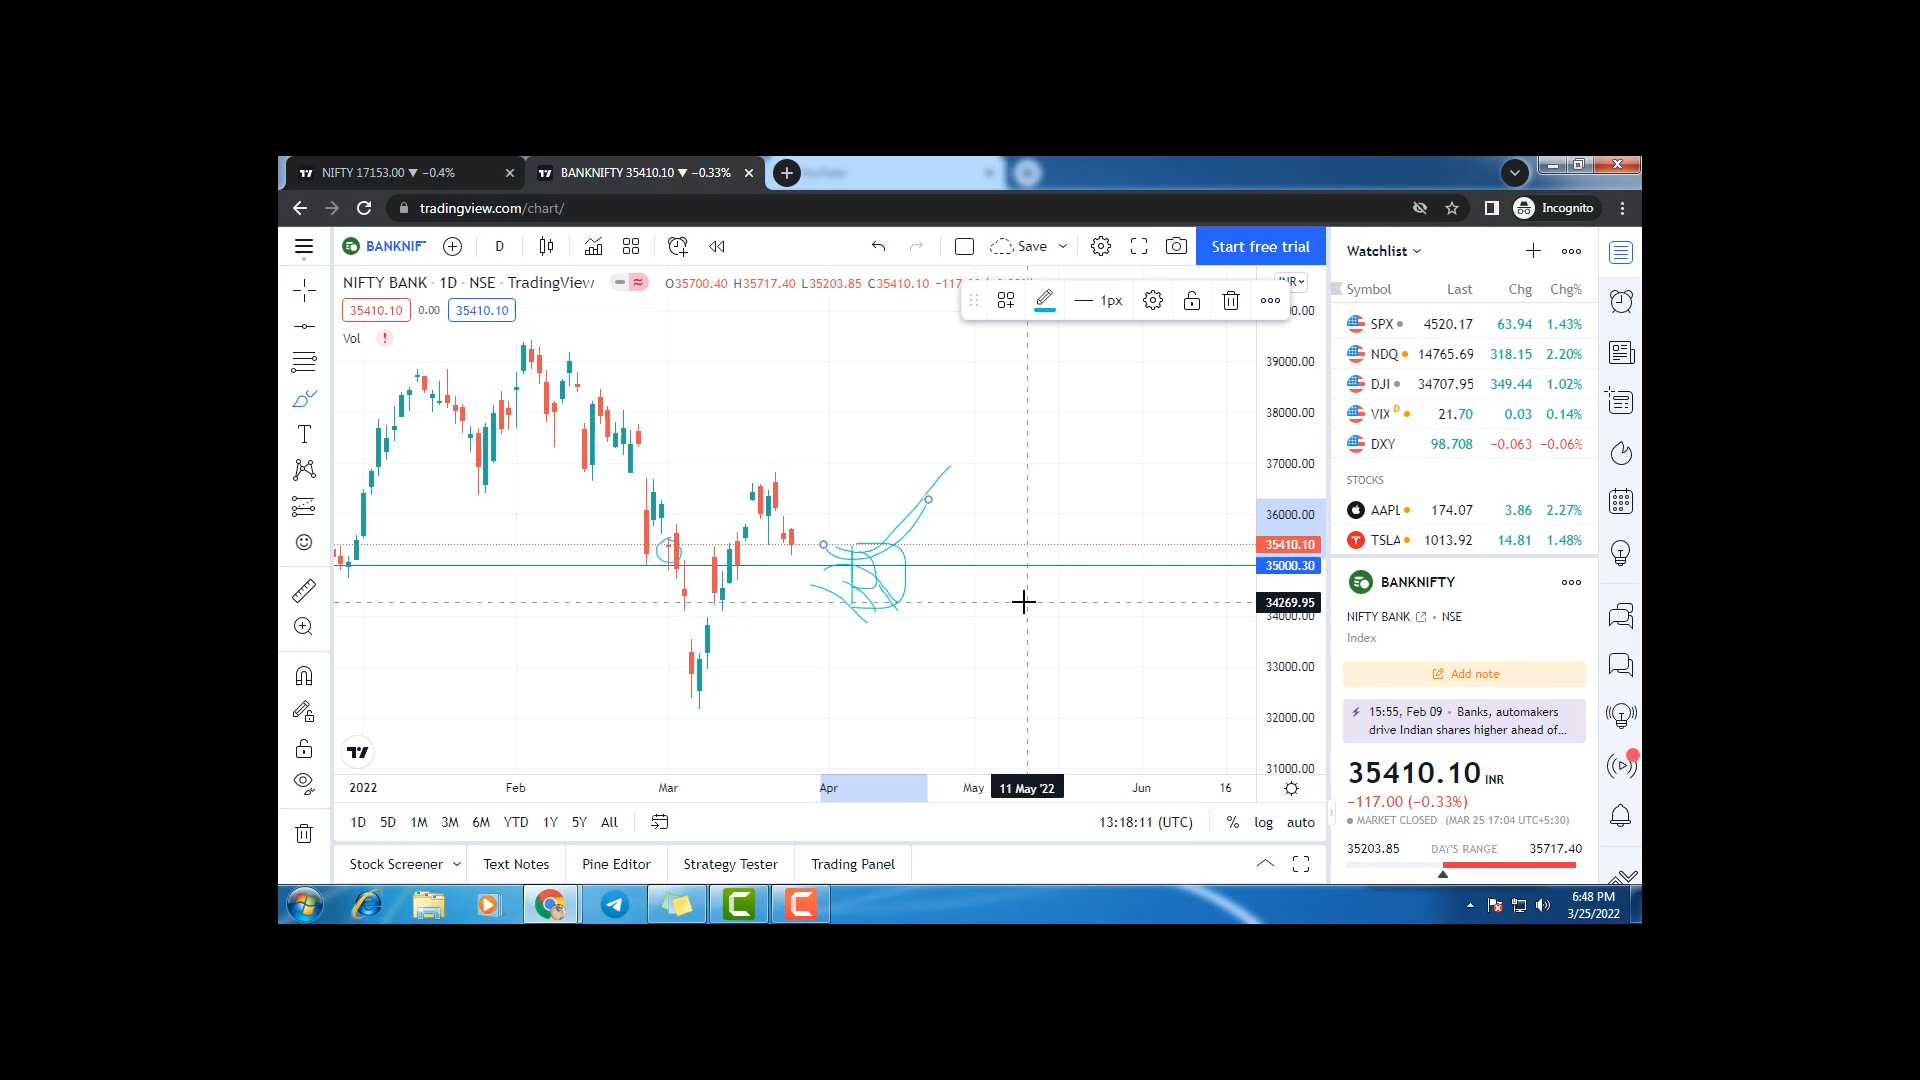 NIFTY 17153.00 ▼ −0.4%
BANKNIFTY 35410.10 ▼ −0.33%
tradingview.com/chart/
Incognito
BANKNIF
D
Save
Start free trial
NIFTY BANK · 1D · NSE · TradingView
O35700.40 H35717.40 L35203.85 C35410.10
1px
35410.10 0.00 35410.10
Vol
39000.00
38000.00
37000.00
36000.00
35410.10
35000.30
34269.95
34000.00
33000.00
32000.00
31000.00
2022 Feb Mar Apr May 11 May '22 Jun 16
1D 5D 1M 3M 6M YTD 1Y 5Y All
13:18:11 (UTC) % log auto
Stock Screener Text Notes Pine Editor Strategy Tester Trading Panel
Watchlist
Symbol Last Chg Chg%
SPX 4520.17 63.94 1.43%
NDQ 14765.69 318.15 2.20%
DJI 34707.95 349.44 1.02%
VIX D 21.70 0.03 0.14%
DXY 98.708 −0.063 −0.06%
STOCKS
AAPL 174.07 3.86 2.27%
TSLA 1013.92 14.81 1.48%
BANKNIFTY
NIFTY BANK · NSE
Index
Add note
15:55, Feb 09 · Banks, automakers
drive Indian shares higher ahead of...
35410.10 INR
−117.00 (−0.33%)
MARKET CLOSED (MAR 25 17:04 UTC+5:30)
35203.85 DAY'S RANGE 35717.40
6:48 PM
3/25/2022